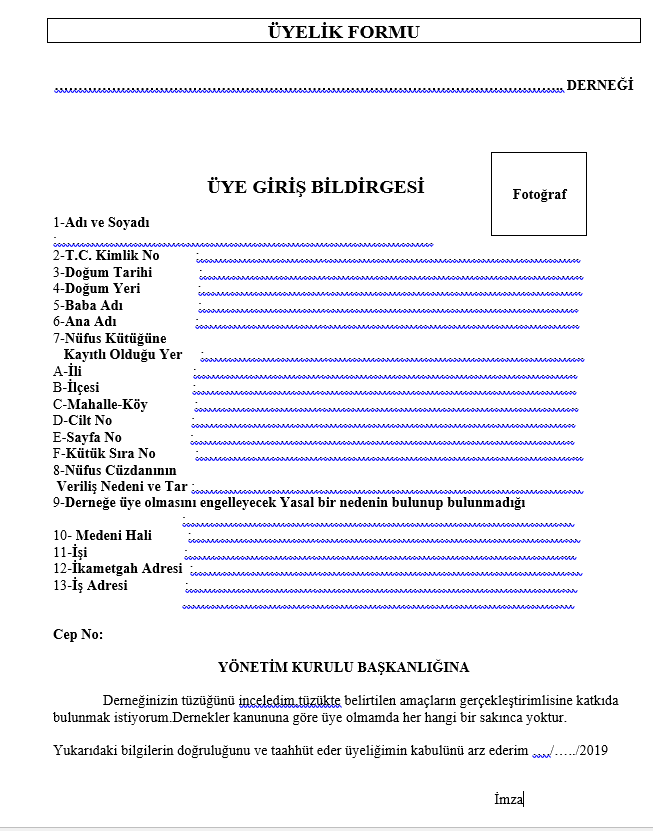 ÜYELİK FORMU
........................................................................................................ DERNEĞİ
Fotoğraf
ÜYE GİRİŞ BİLDİRGESİ
1-Adı ve Soyadı
:..............................................................................
2-T.C. Kimlik No :..............................................................................
3-Doğum Tarihi :..............................................................................
4-Doğum Yeri :..............................................................................
5-Baba Adı :..............................................................................
6-Ana Adı :..............................................................................
7-Nüfus Kütüğüne
Kayıtlı Olduğu Yer :..............................................................................
A-İli :..............................................................................
B-İlçesi :..............................................................................
C-Mahalle-Köy :..............................................................................
D-Cilt No :..............................................................................
E-Sayfa No :..............................................................................
F-Kütük Sıra No :..............................................................................
8-Nüfus Cüzdanının
Veriliş Nedeni ve Tar :..............................................................................
9-Derneğe üye olmasını engelleyecek Yasal bir nedenin bulunup bulunmadığı
:..............................................................................
10- Medeni Hali :..............................................................................
11-İşi :..............................................................................
12-İkametgah Adresi :..............................................................................
13-İş Adresi :..............................................................................
..............................................................................
Cep No:
YÖNETİM KURULU BAŞKANLIĞINA
Derneğinizin tüzüğünü inceledim.tüzükte belirtilen amaçların gerçekleştirimlisine katkıda
bulunmak istiyorum.Dernekler kanununa göre üye olmamda her hangi bir sakınca yoktur.
Yukarıdaki bilgilerin doğruluğunu ve taahhüt eder üyeliğimin kabulünü arz ederim ..../...../2019
İmza